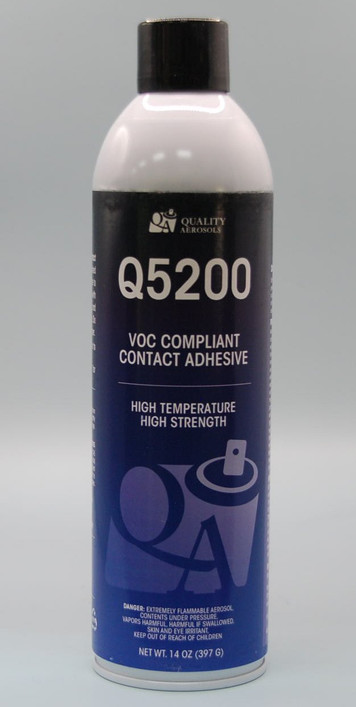 QA
QUALITY
AEROSOLS
Q5200
VOC COMPLIANT
CONTACT ADHESIVE
HIGH TEMPERATURE
HIGH STRENGTH
QA
DANGER: EXTREMELY FLAMMABLE AEROSOL.
CONTENTS UNDER PRESSURE.
VAPORS HARMFUL. HARMFUL IF SWALLOWED.
SKIN AND EYE IRRITANT.
KEEP OUT OF REACH OF CHILDREN
NET WT. 14 OZ (397 G)